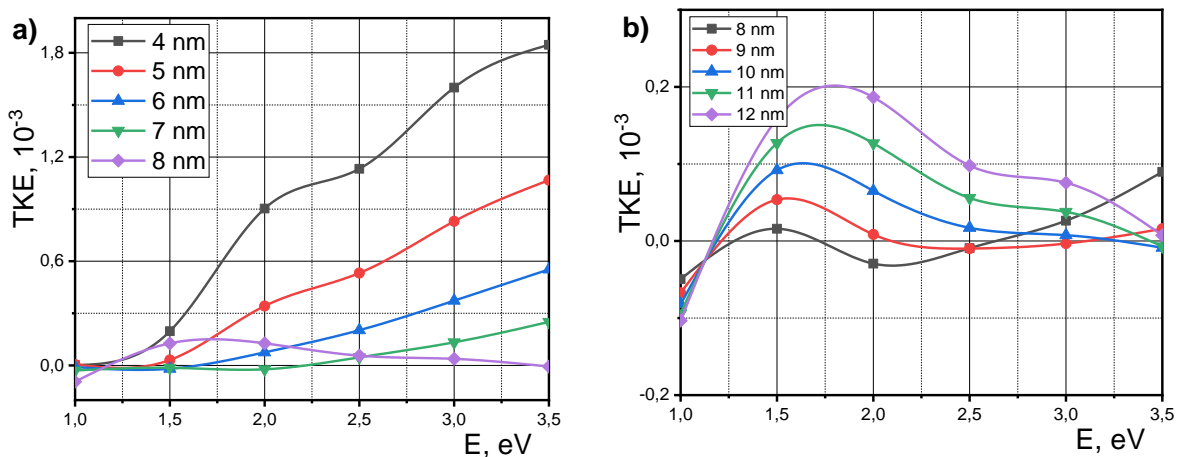 a)
TKE, 10⁻³
1,8
1,2
0,6
0,0
4 nm
5 nm
6 nm
7 nm
8 nm
1,0 1,5 2,0 2,5 3,0 3,5
E, eV
b)
TKE, 10⁻³
0,2
0,0
-0,2
8 nm
9 nm
10 nm
11 nm
12 nm
1,0 1,5 2,0 2,5 3,0 3,5
E, eV